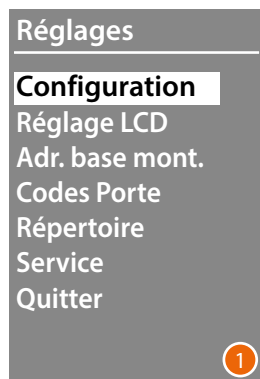 Réglages
Configuration
Réglage LCD
Adr. base mont.
Codes Porte
Répertoire
Service
Quitter
1